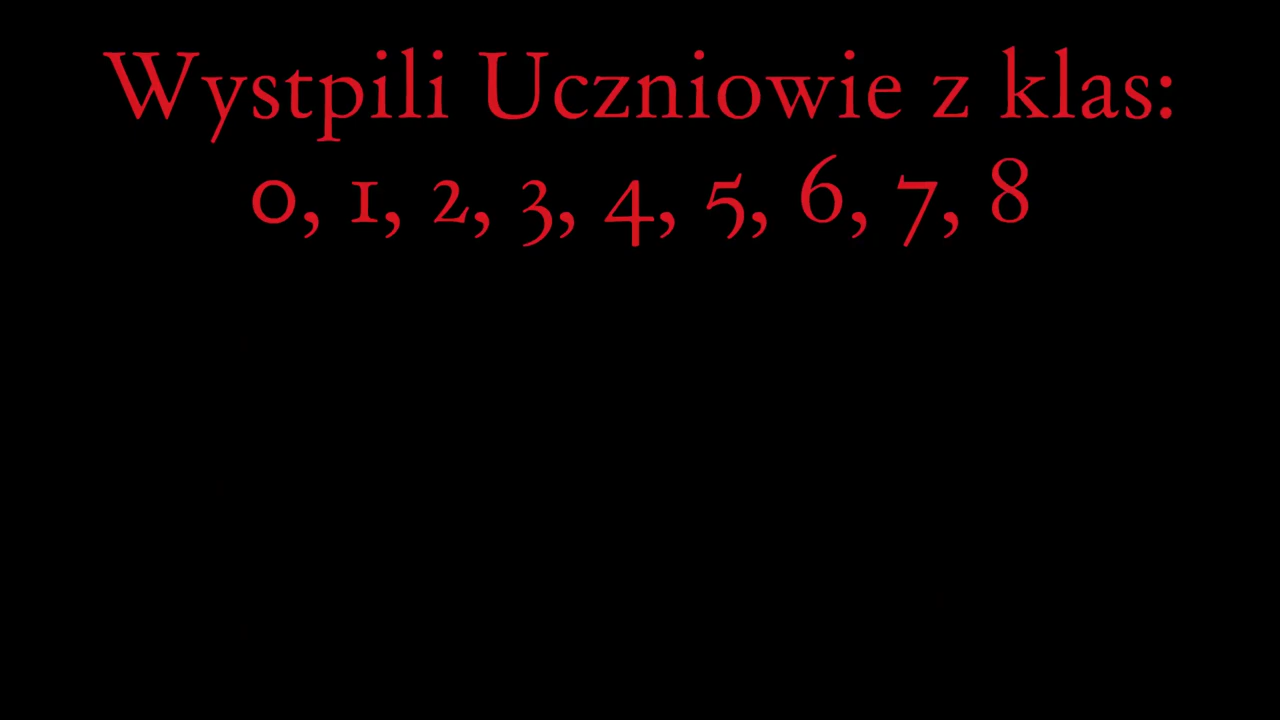 Wystpili Uczniowie z klas:
0, 1, 2, 3, 4, 5, 6, 7, 8